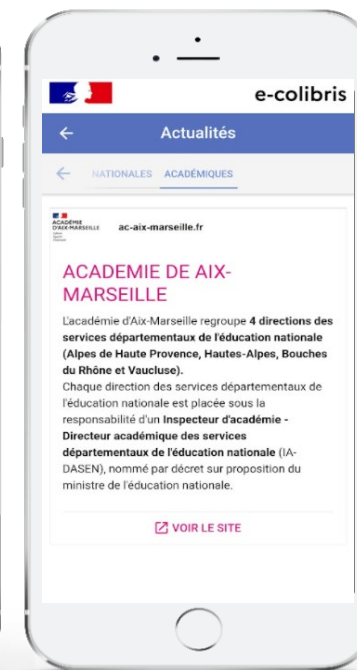 e-colibris
Actualités
NATIONALES ACADÉMIQUES
ACADÉMIE
D'AIX-MARSEILLE
ac-aix-marseille.fr
ACADEMIE DE AIX-
MARSEILLE
L'académie d'Aix-Marseille regroupe 4 directions des
services départementaux de l'éducation nationale
(Alpes de Haute Provence, Hautes-Alpes, Bouches
du Rhône et Vaucluse).
Chaque direction des services départementaux de
l'éducation nationale est placée sous la
responsabilité d'un Inspecteur d'académie -
Directeur académique des services
départementaux de l'éducation nationale (IA-
DASEN), nommé par décret sur proposition du
ministre de l'éducation nationale.
VOIR LE SITE